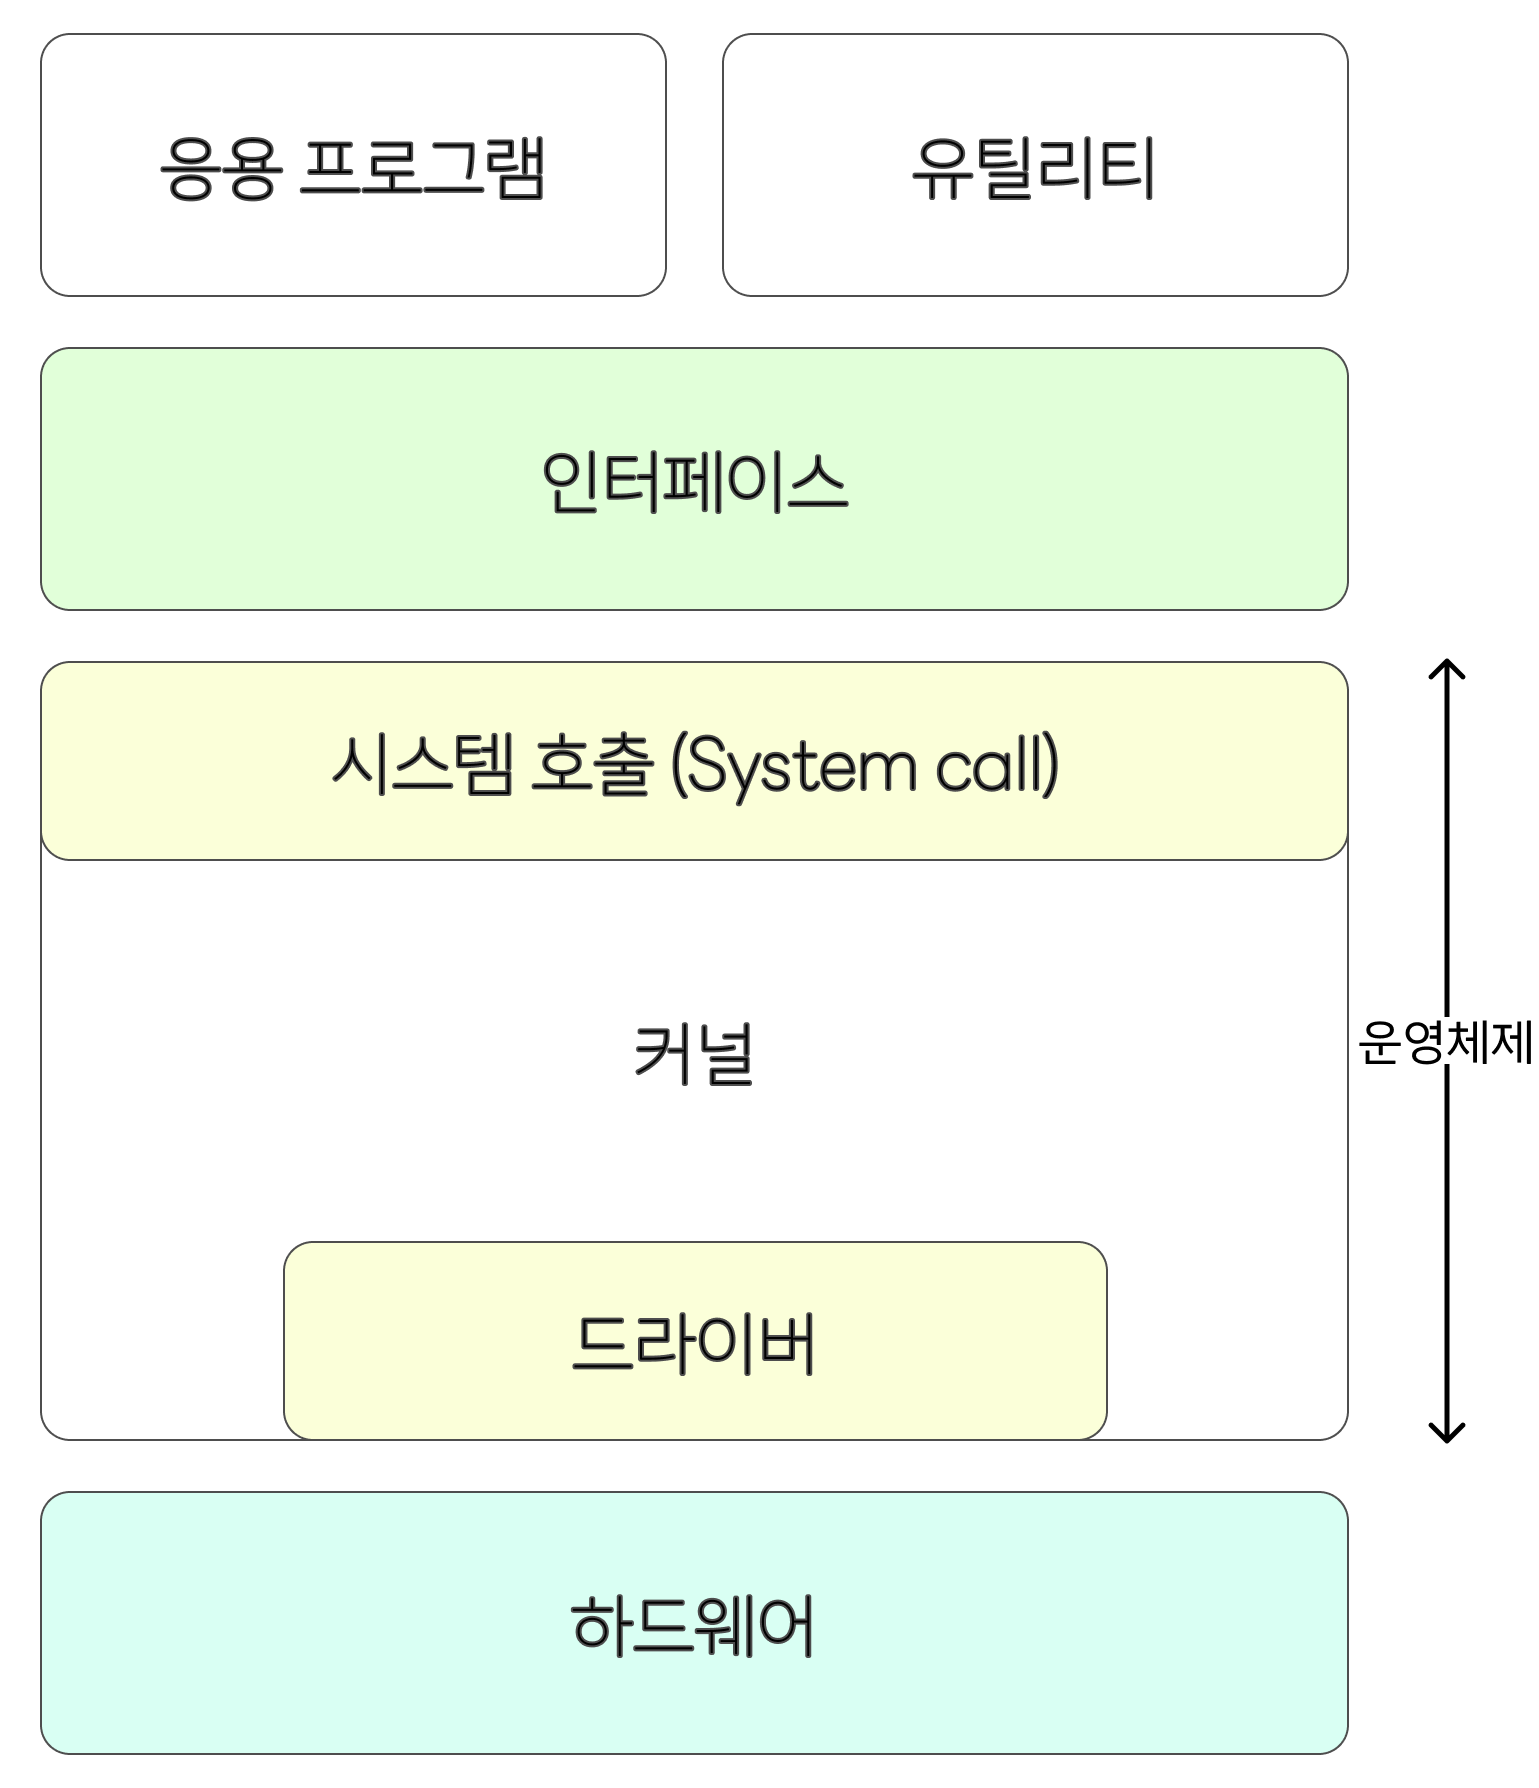 응용 프로그램
유틸리티
인터페이스
시스템 호출 (System call)
커널
운영체제
드라이버
하드웨어